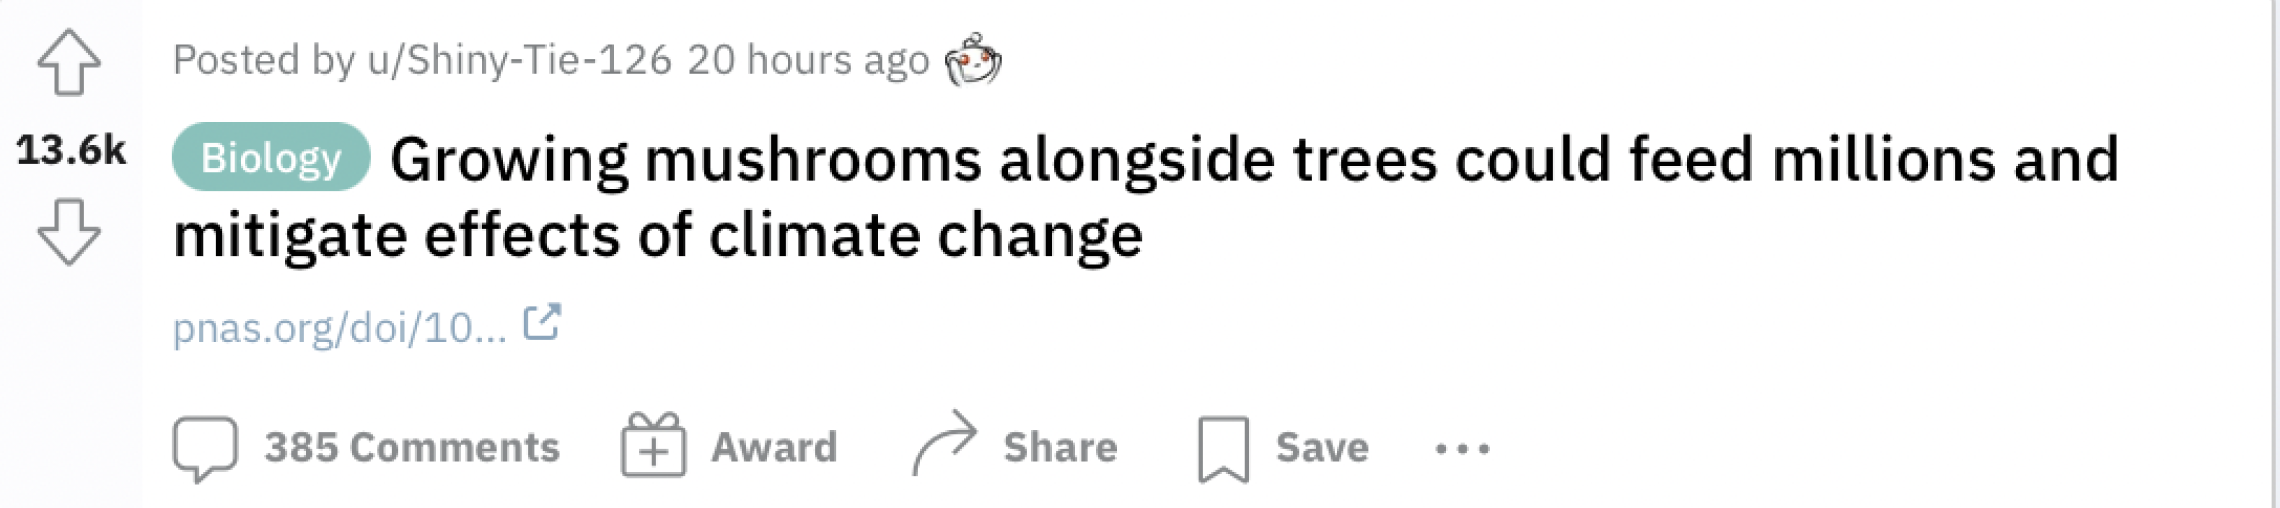 Posted by u/Shiny-Tie-126 20 hours ago
13.6k
Biology Growing mushrooms alongside trees could feed millions and
mitigate effects of climate change
pnas.org/doi/10...
385 Comments Award Share Save ...